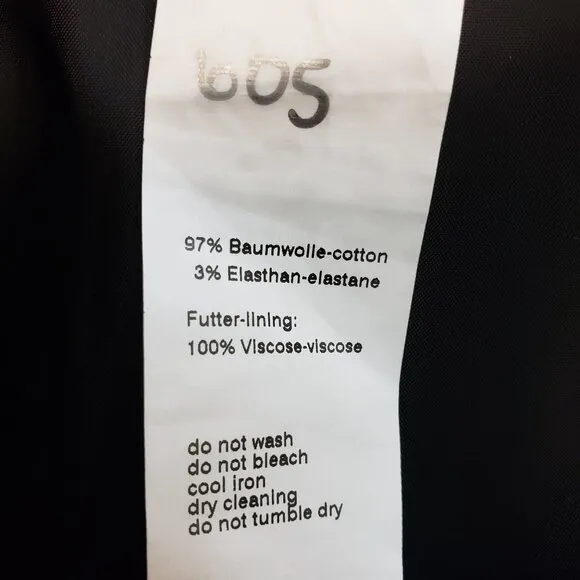 605
97% Baumwolle-cotton
3% Elasthan-elastane
Futter-lining:
100% Viscose-viscose
do not wash
do not bleach
cool iron
dry cleaning
do not tumble dry